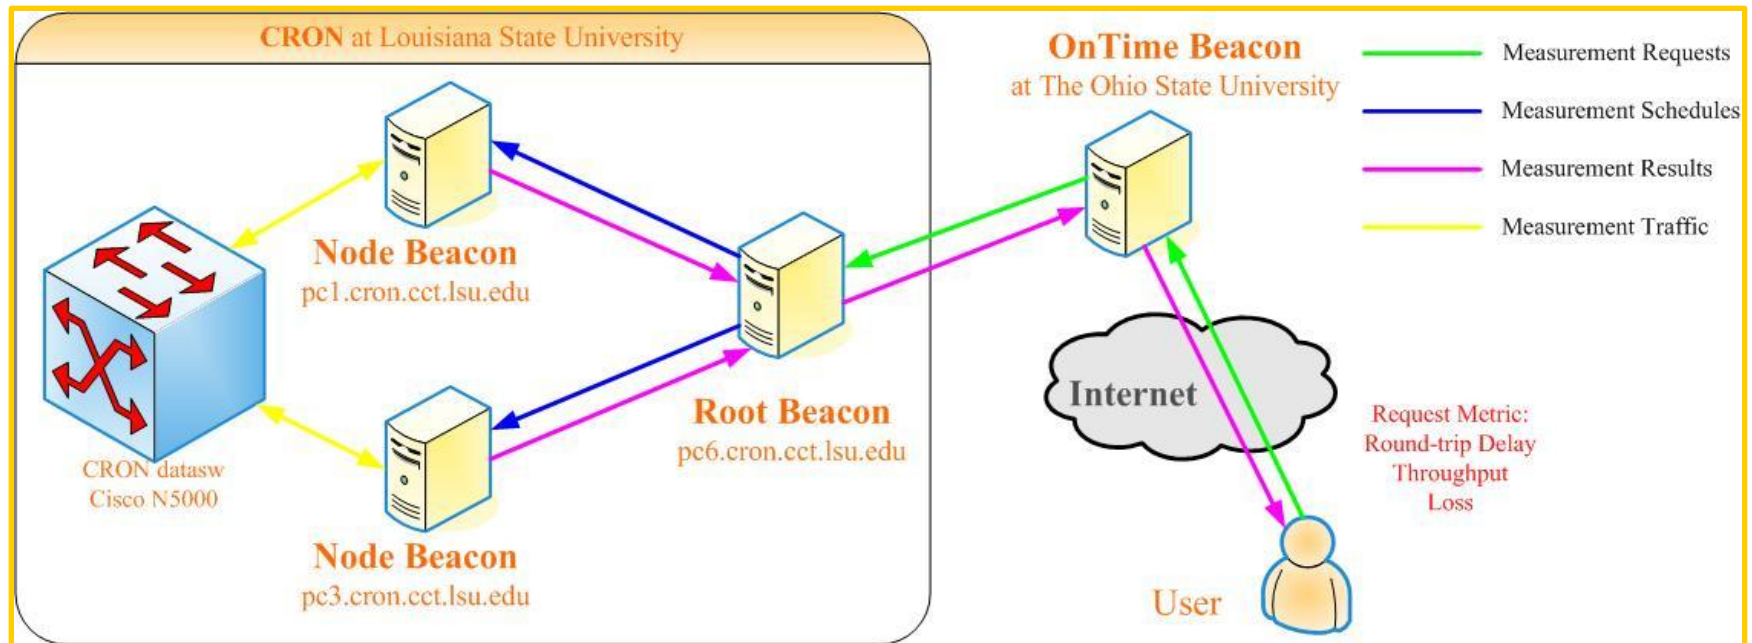 CRON at Louisiana State University
OnTime Beacon
at The Ohio State University
Measurement Requests
Measurement Schedules
Measurement Results
Measurement Traffic
Node Beacon
pc1.cron.cct.lsu.edu
Root Beacon
pc6.cron.cct.lsu.edu
CRON datasw
Cisco N5000
Node Beacon
pc3.cron.cct.lsu.edu
Internet
Request Metric:
Round-trip Delay
Throughput
Loss
User